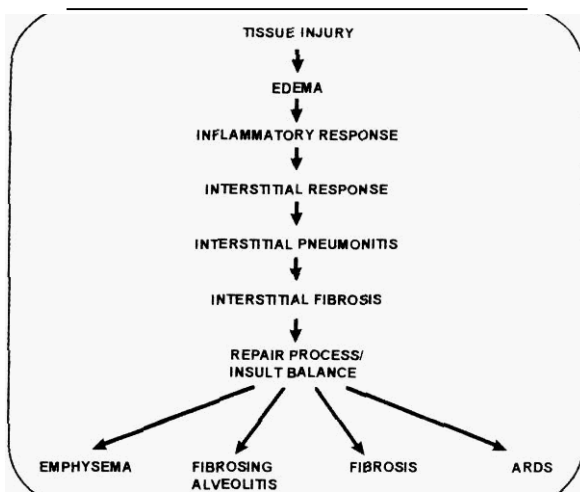 TISSUE INJURY
EDEMA
INFLAMMATORY RESPONSE
INTERSTITIAL RESPONSE
INTERSTITIAL PNEUMONITIS
INTERSTITIAL FIBROSIS
REPAIR PROCESS/
INSULT BALANCE
EMPHYSEMA FIBROSING FIBROSIS ARDS
ALVEOLITIS